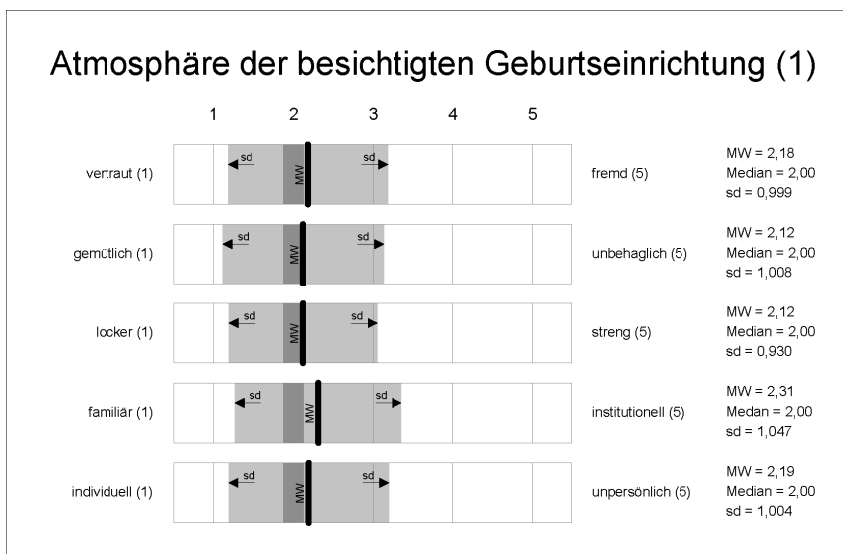 Atmosphäre der besichtigten Geburtseinrichtung (1)
1 2 3 4 5
vertraut (1) sd MW sd fremd (5)
MW = 2,18
Median = 2,00
sd = 0,999
gemütlich (1) sd MW sd unbehaglich (5)
MW = 2,12
Median = 2,00
sd = 1,008
locker (1) sd MW sd streng (5)
MW = 2,12
Median = 2,00
sd = 0,930
familiär (1) sd MW sd institutionell (5)
MW = 2,31
Medan = 2,00
sd = 1,047
individuell (1) sd MW sd unpersönlich (5)
MW = 2,19
Median = 2,00
sd = 1,004